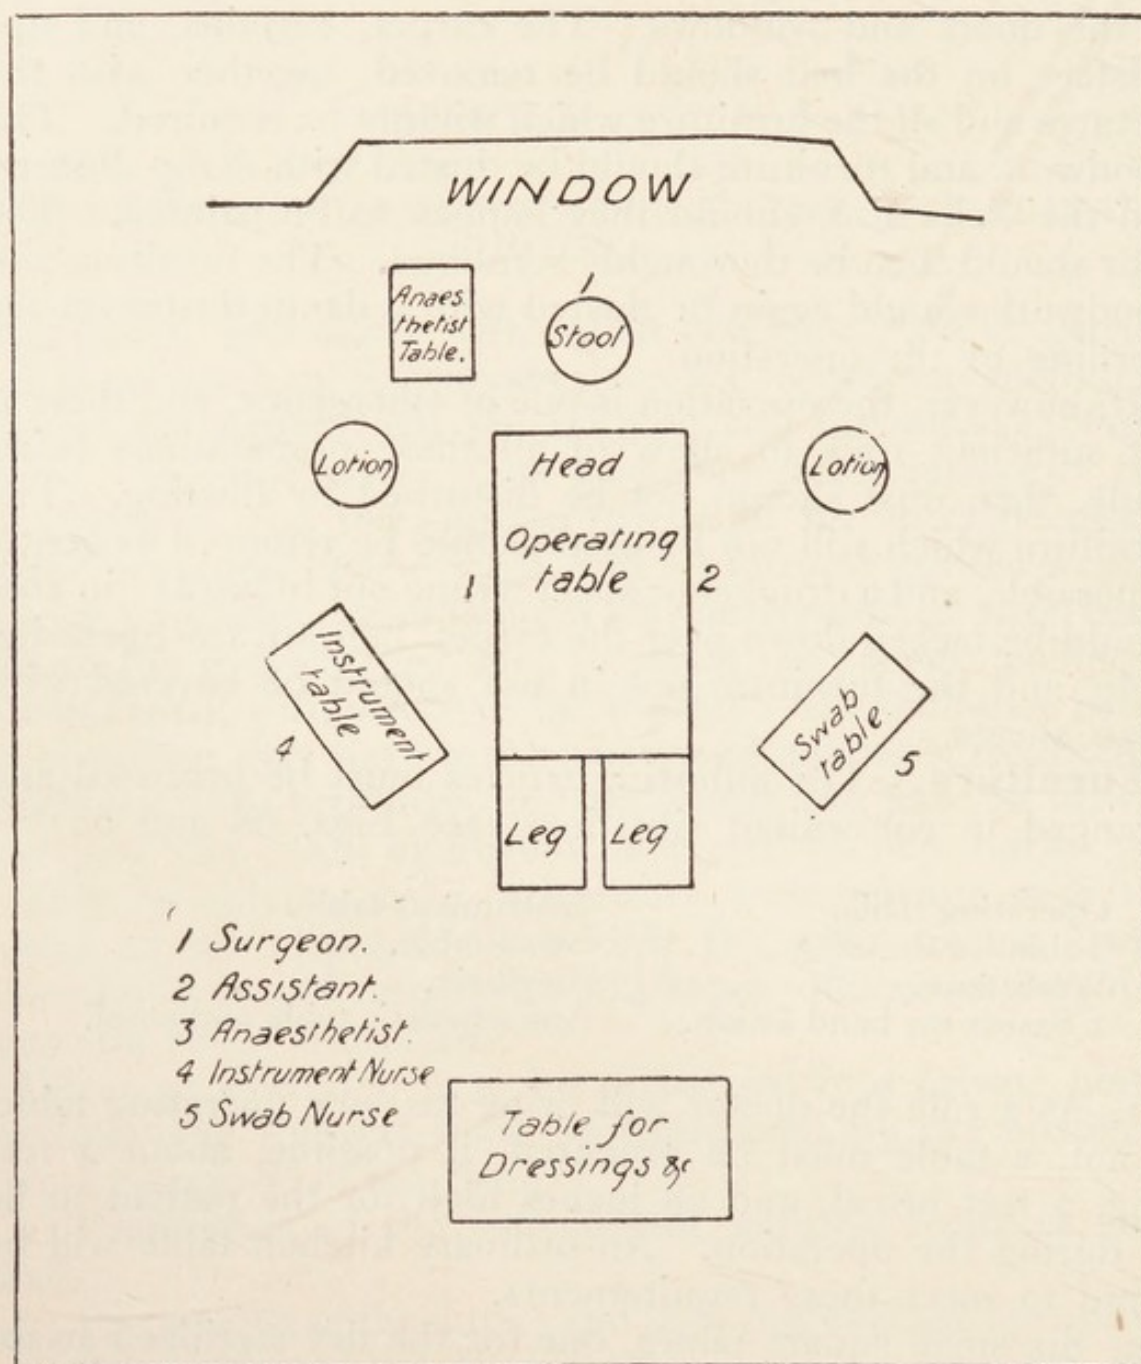 WINDOW
Anaes
thetist
Table.
1
Stool
Lotion
Head
Lotion
Operating
table
1
2
Instrument
table
4
Swab
table
5
Leg
Leg
1 Surgeon.
2 Assistant.
3 Anaesthetist.
4 Instrument Nurse
5 Swab Nurse
Table for
Dressings &c